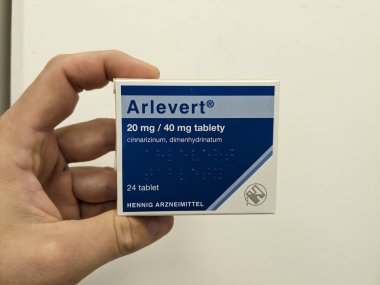 Arlevert®
20 mg / 40 mg tablety
cinnarizinum, dimenhydrinatum
24 tablet
HENNIG ARZNEIMITTEL